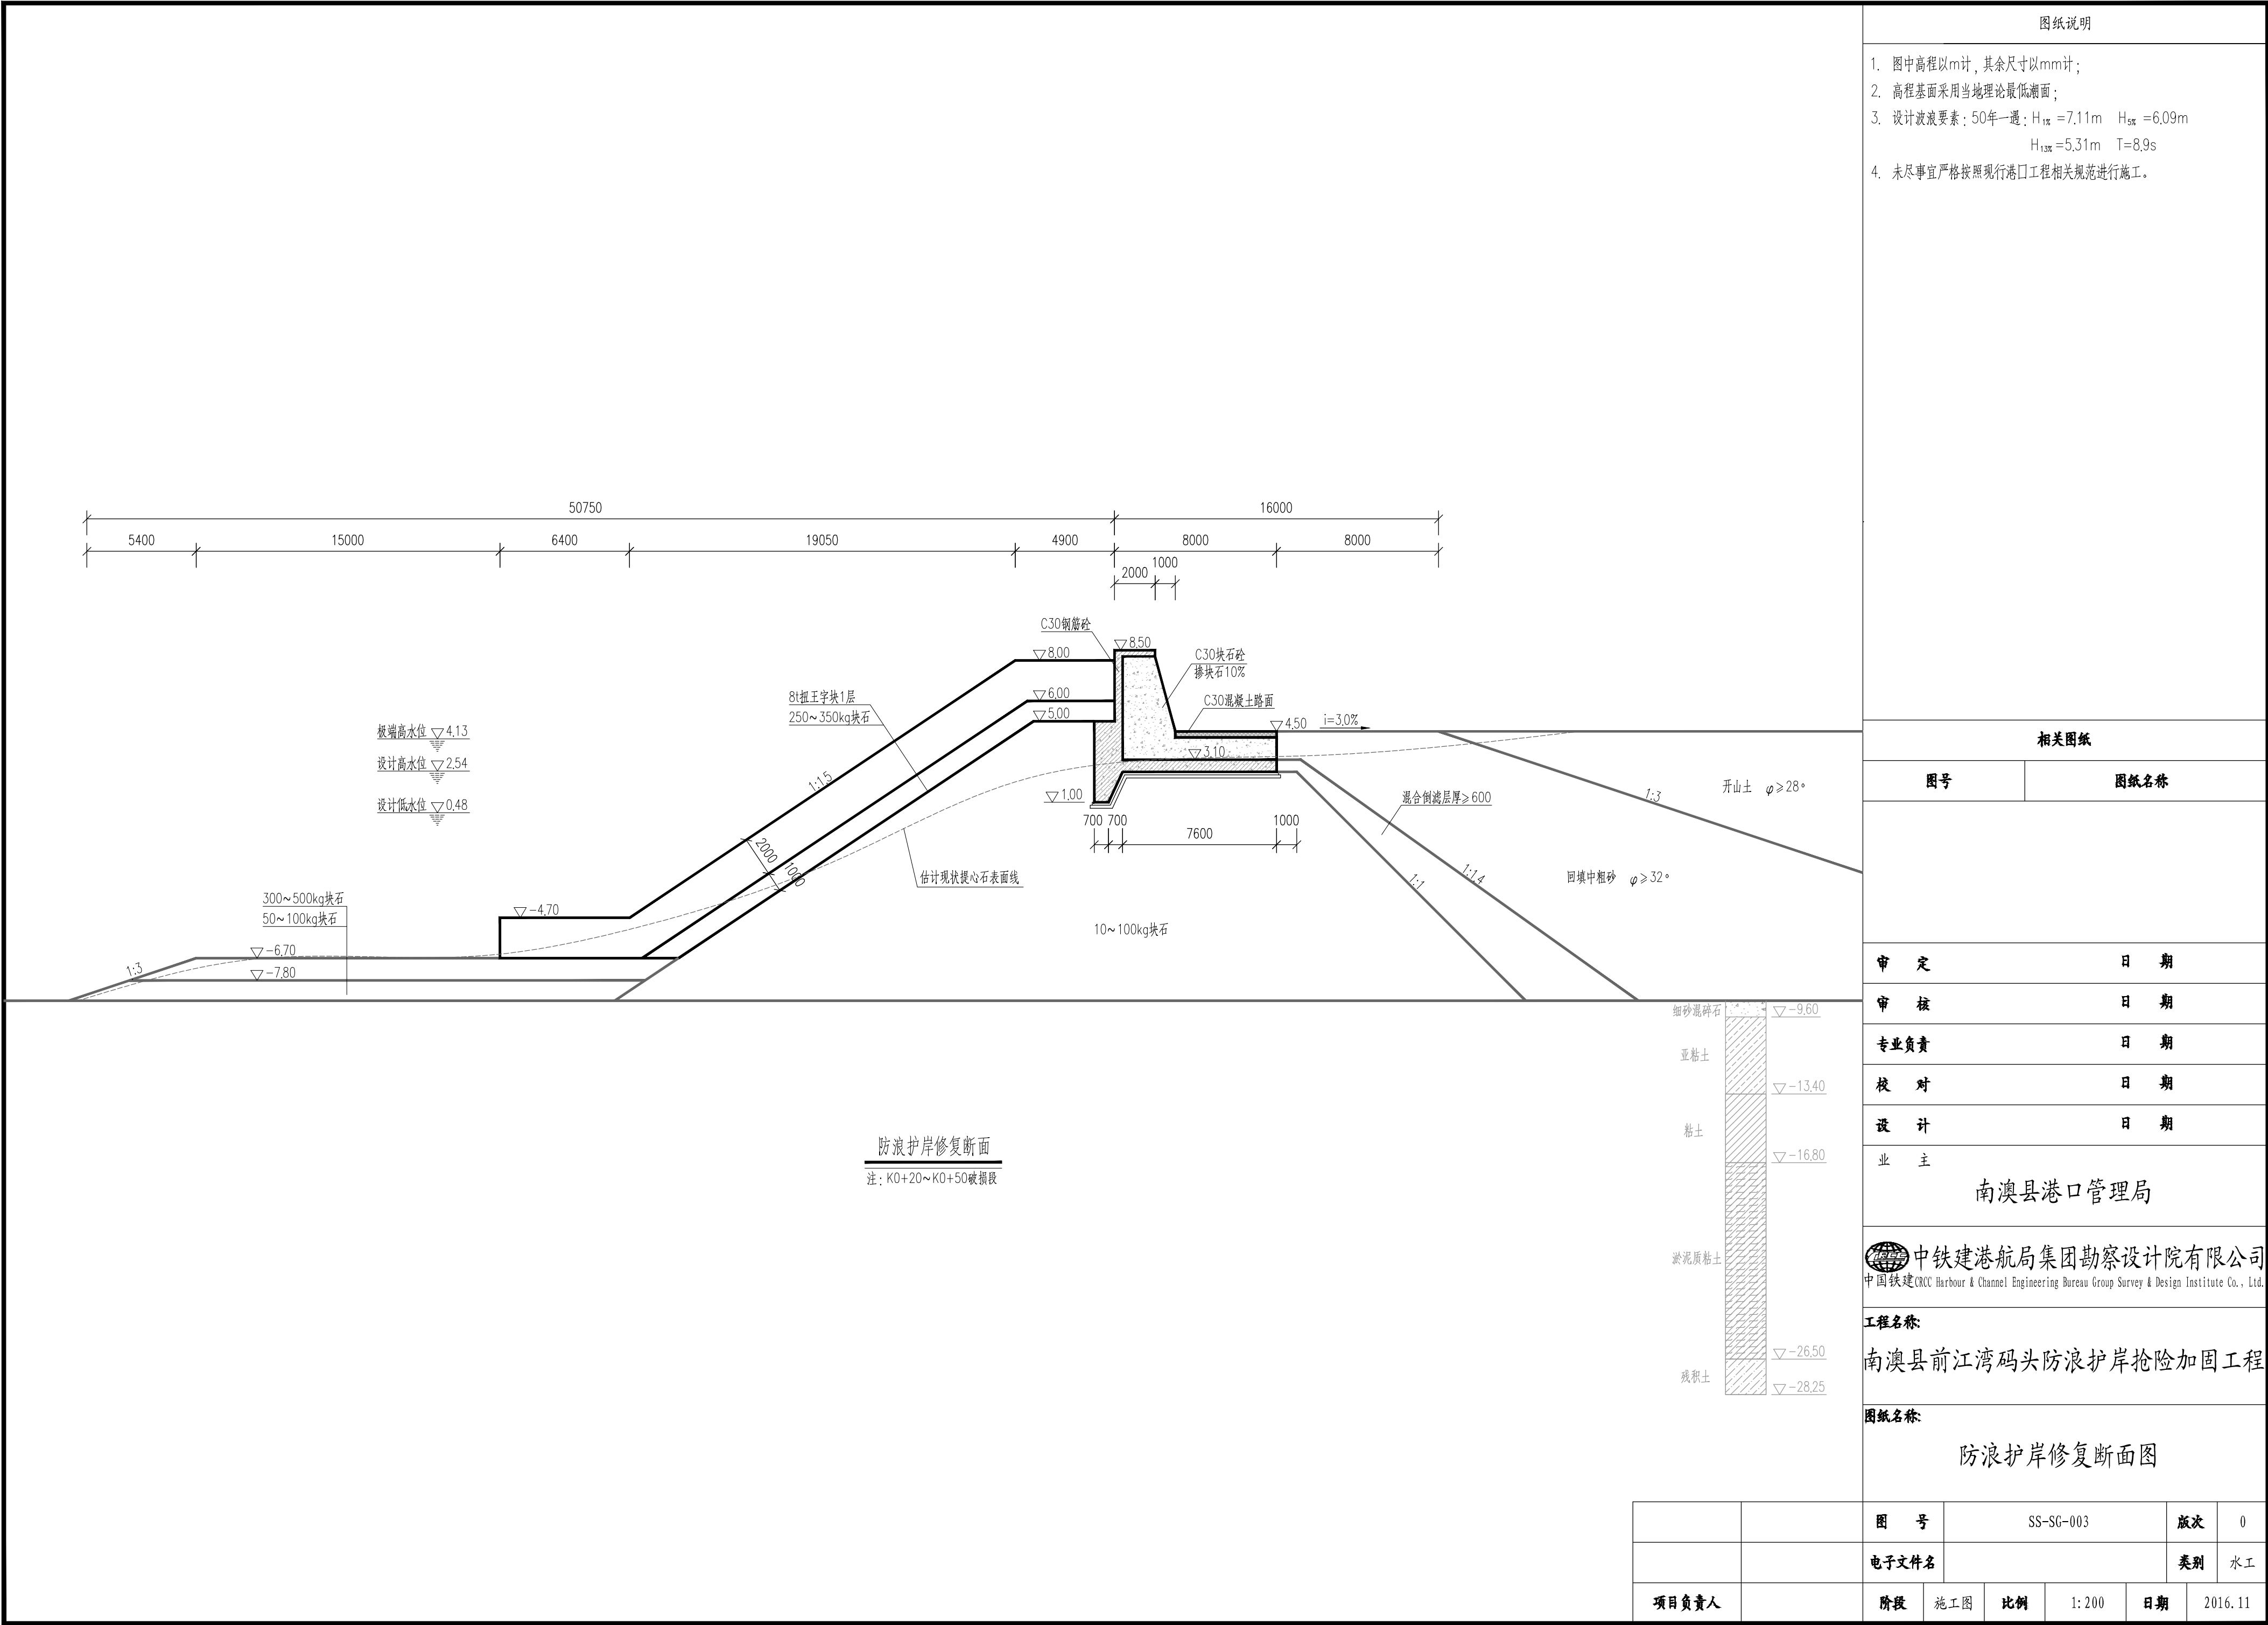 图纸说明
1. 图中高程以m计，其余尺寸以mm计；
2. 高程基面采用当地理论最低潮面；
3. 设计波浪要素：50年一遇：H1% =7.11m H5% =6.09m
H13% =5.31m T=8.9s
4. 未尽事宜严格按照现行港口工程相关规范进行施工。
50750 16000
5400 15000 6400 19050 4900 8000 8000
2000 1000
C30钢筋砼
8.50
8.00
C30块石砼
掺块石10%
8t扭王字块1层
250~350kg块石
6.00
5.00
C30混凝土路面
4.50
i=3.0%
3.10
极端高水位 4.13
设计高水位 2.54
设计低水位 0.48
1:1.5
1.00
700 700 7600 1000
混合倒滤层厚≥600
1:3
开山土 φ≥28°
2000
1000
估计现状提心石表面线
1:1
1:1.4
回填中粗砂 φ≥32°
300~500kg块石
50~100kg块石
-4.70
10~100kg块石
1:3
-6.70
-7.80
细砂混碎石 -9.60
亚粘土
-13.40
粘土
-16.80
淤泥质粘土
-26.50
残积土
-28.25
防浪护岸修复断面
注：K0+20~K0+50破损段
相关图纸
图号 图纸名称
审 定 日 期
审 核 日 期
专业负责 日 期
校 对 日 期
设 计 日 期
业 主
南澳县港口管理局
CRCC 中铁建港航局集团勘察设计院有限公司
中国铁建 CRCC Harbour & Channel Engineering Bureau Group Survey & Design Institute Co., Ltd.
工程名称:
南澳县前江湾码头防浪护岸抢险加固工程
图纸名称:
防浪护岸修复断面图
图 号 SS-SG-003 版次 0
电子文件名 类别 水工
项目负责人 阶段 施工图 比例 1:200 日期 2016.11